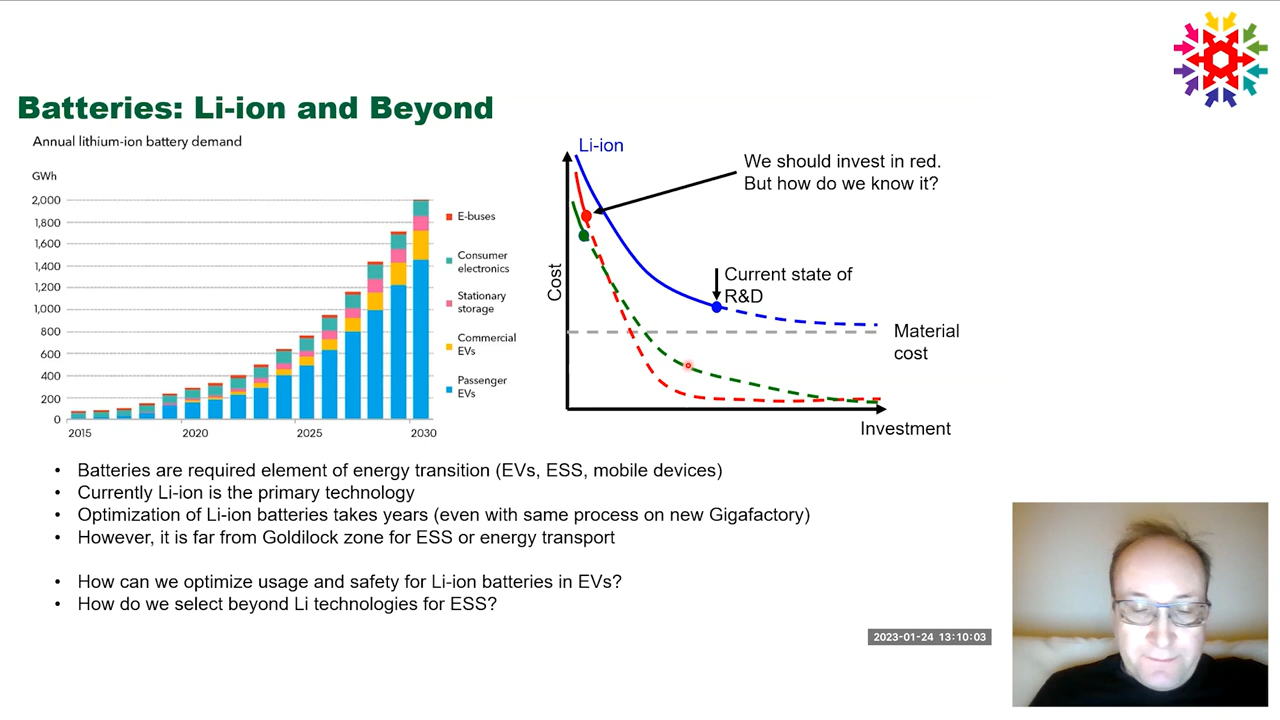 Batteries: Li-ion and Beyond
Annual lithium-ion battery demand
GWh
2,000
1,800
1,600
1,400
1,200
1,000
800
600
400
200
0
2015
2020
2025
2030
E-buses
Consumer
electronics
Stationary
storage
Commercial
EVs
Passenger
EVs
Li-ion
We should invest in red.
But how do we know it?
Cost
Current state of
R&D
Material
cost
Investment
• Batteries are required element of energy transition (EVs, ESS, mobile devices)
• Currently Li-ion is the primary technology
• Optimization of Li-ion batteries takes years (even with same process on new Gigafactory)
• However, it is far from Goldilock zone for ESS or energy transport
• How can we optimize usage and safety for Li-ion batteries in EVs?
• How do we select beyond Li technologies for ESS?
2023-01-24 13:10:03